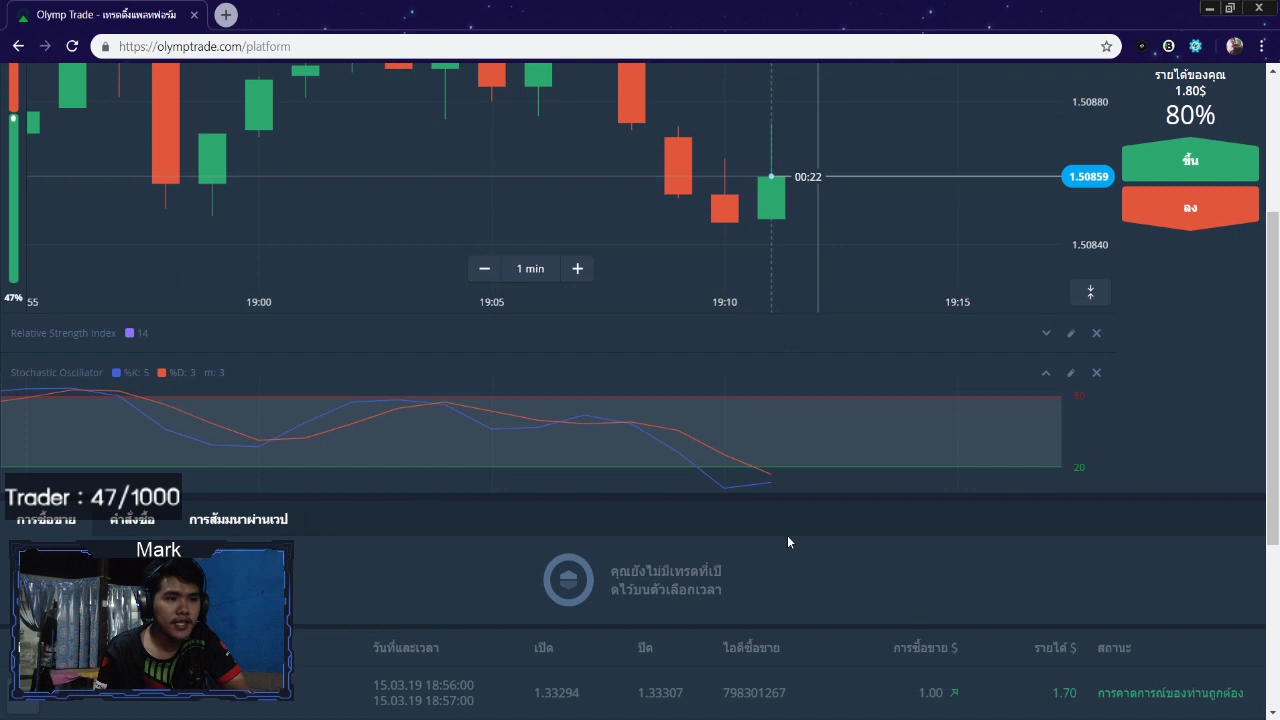 Olymp Trade - เทรดดิ้งแพลทฟอร์ม
https://olymptrade.com/platform
รายได้ของคุณ
1.80$
80%
ขึ้น
ลง
1.50880
00:22
1.50859
1.50840
47%
1 min
55
19:00
19:05
19:10
19:15
Relative Strength Index 14
Stochastic Oscillator %K: 5 %D: 3 m: 3
80
20
Trader : 47/1000
การซื้อขาย
คำสั่งซื้อ
การสัมมนาผ่านเวป
Mark
คุณยังไม่มีเทรดที่เปิ
ดไว้บนตัวเลือกเวลา
วันที่และเวลา เปิด ปิด ไอดีซื้อขาย การซื้อขาย $ รายได้ $ สถานะ
15.03.19 18:56:00
15.03.19 18:57:00
1.33294 1.33307 798301267 1.00 1.70 การคาดการณ์ของท่านถูกต้อง